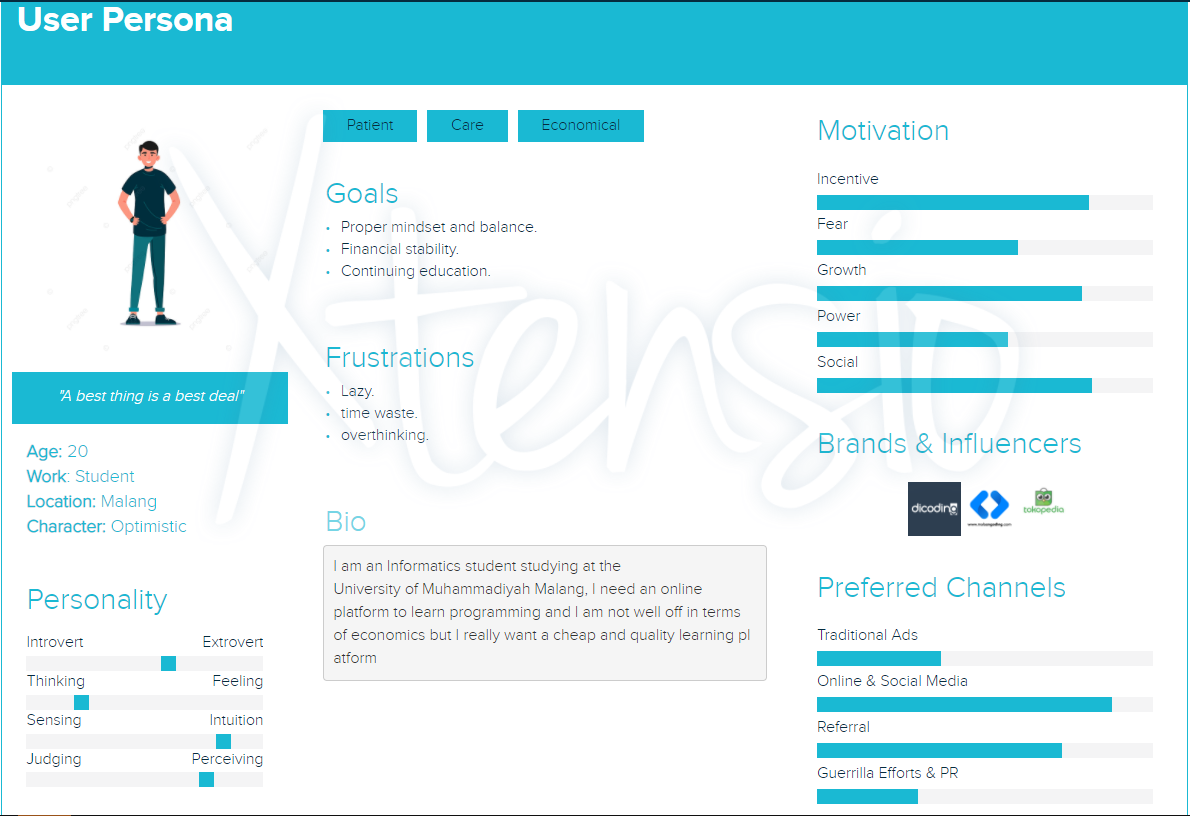 User Persona
"A best thing is a best deal"
Age: 20
Work: Student
Location: Malang
Character: Optimistic
Personality
Introvert Extrovert
Thinking Feeling
Sensing Intuition
Judging Perceiving
Patient Care Economical
Goals
Proper mindset and balance.
Financial stability.
Continuing education.
Frustrations
Lazy.
time waste.
overthinking.
Bio
I am an Informatics student studying at the
University of Muhammadiyah Malang, I need an online
platform to learn programming and I am not well off in terms
of economics but I really want a cheap and quality learning pl
atform
Motivation
Incentive
Fear
Growth
Power
Social
Brands & Influencers
dicoding
tokopedia
Preferred Channels
Traditional Ads
Online & Social Media
Referral
Guerrilla Efforts & PR
Xtensio